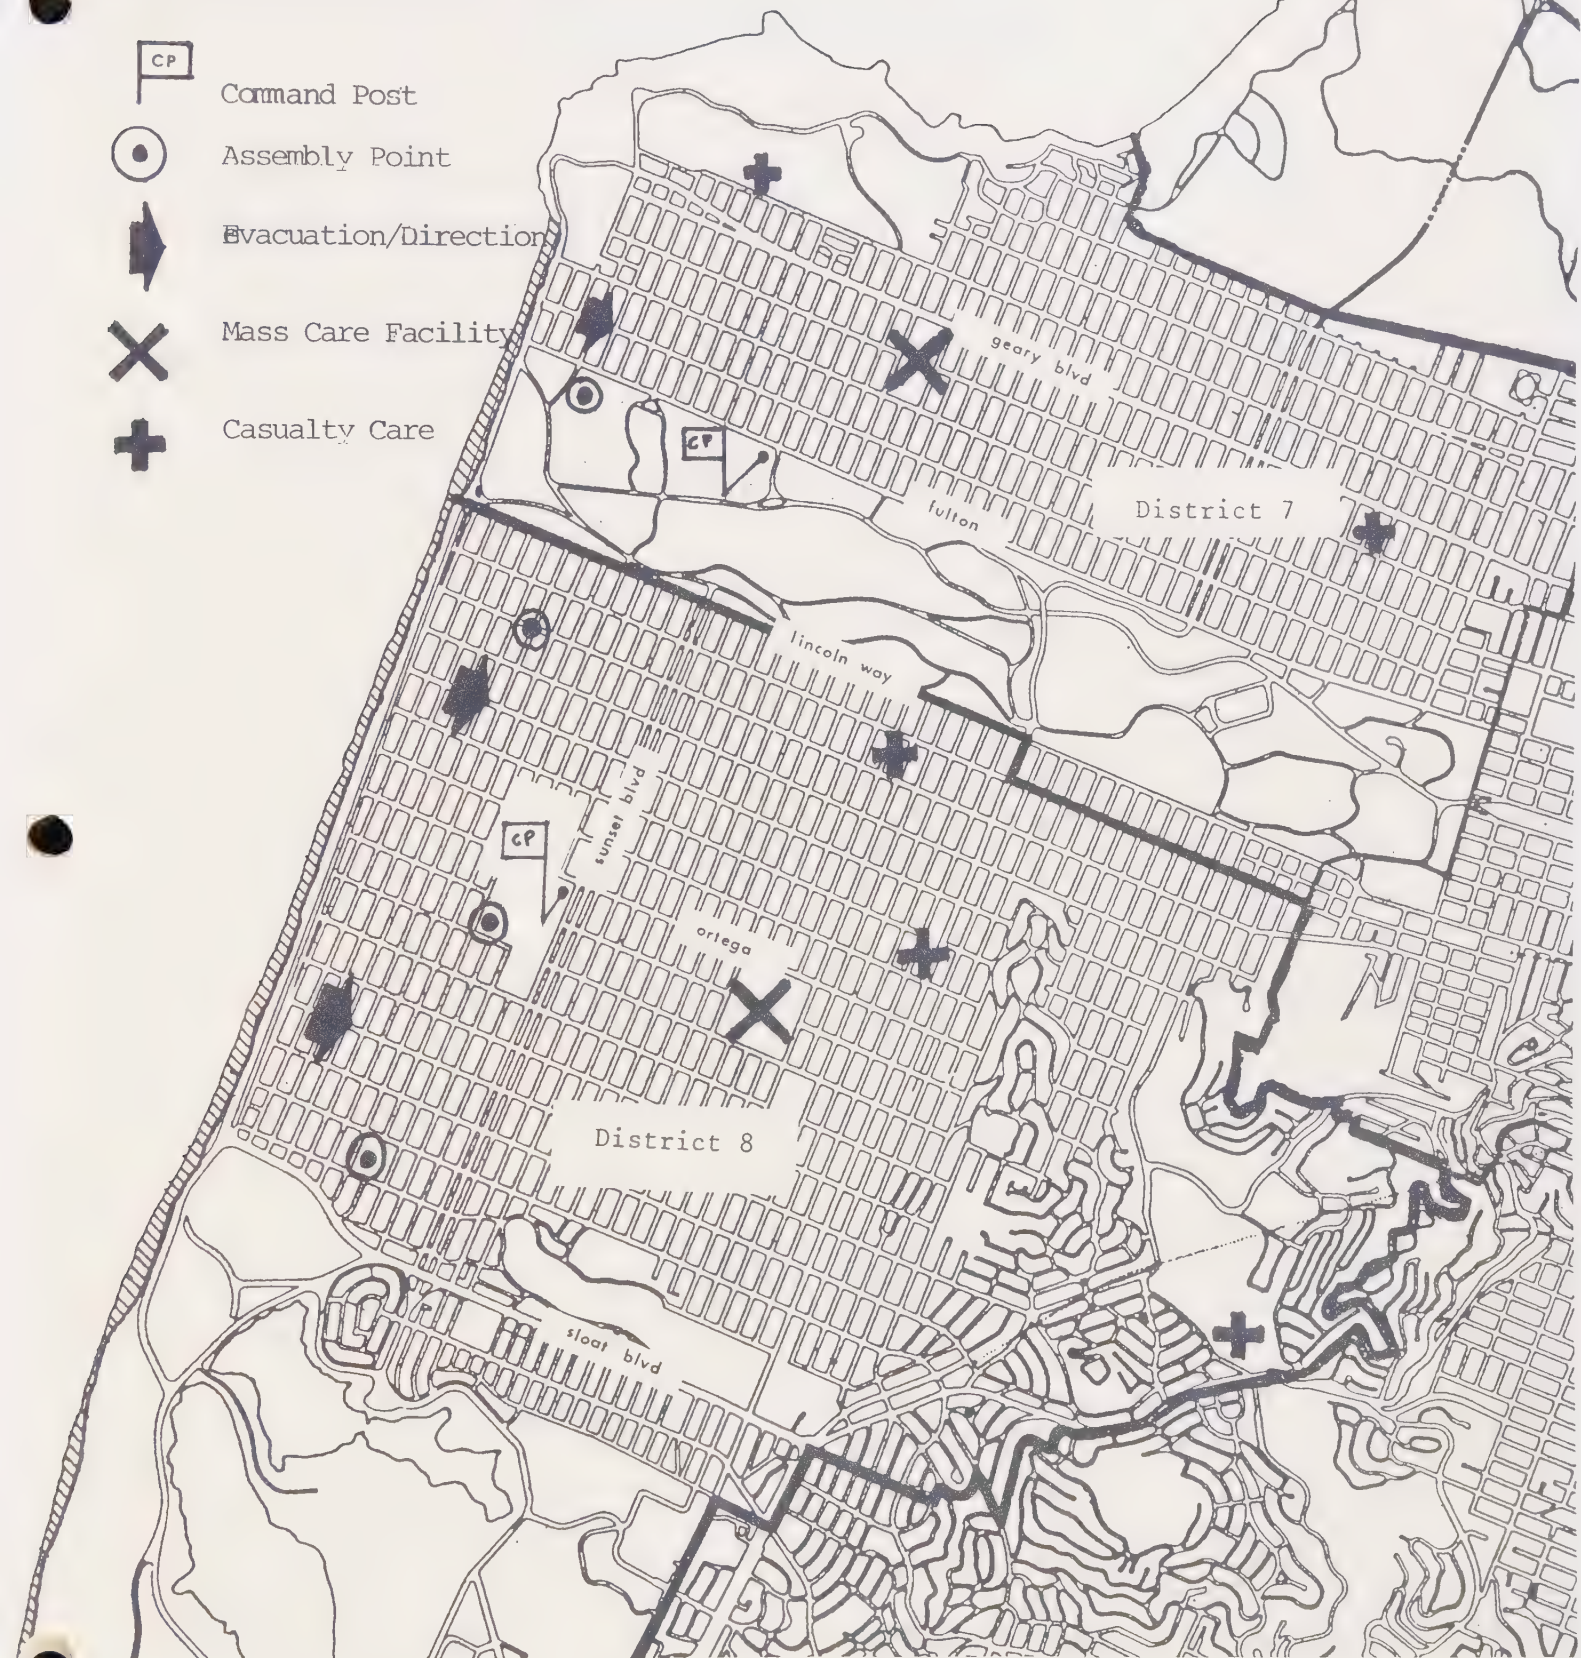 CP
Command Post
Assembly Point
Evacuation/Direction
Mass Care Facility
Casualty Care
geary blvd
CP
fulton
District 7
lincoln way
sunset blvd
CP
ortega
District 8
sloat blvd